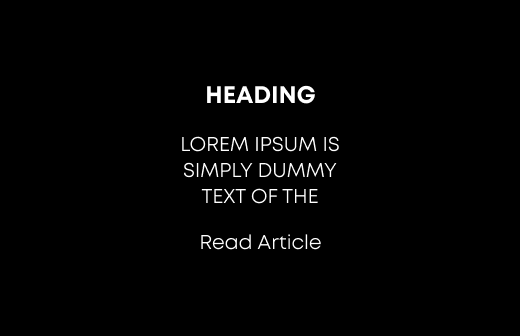 HEADING
LOREM IPSUM IS
SIMPLY DUMMY
TEXT OF THE
Read Article